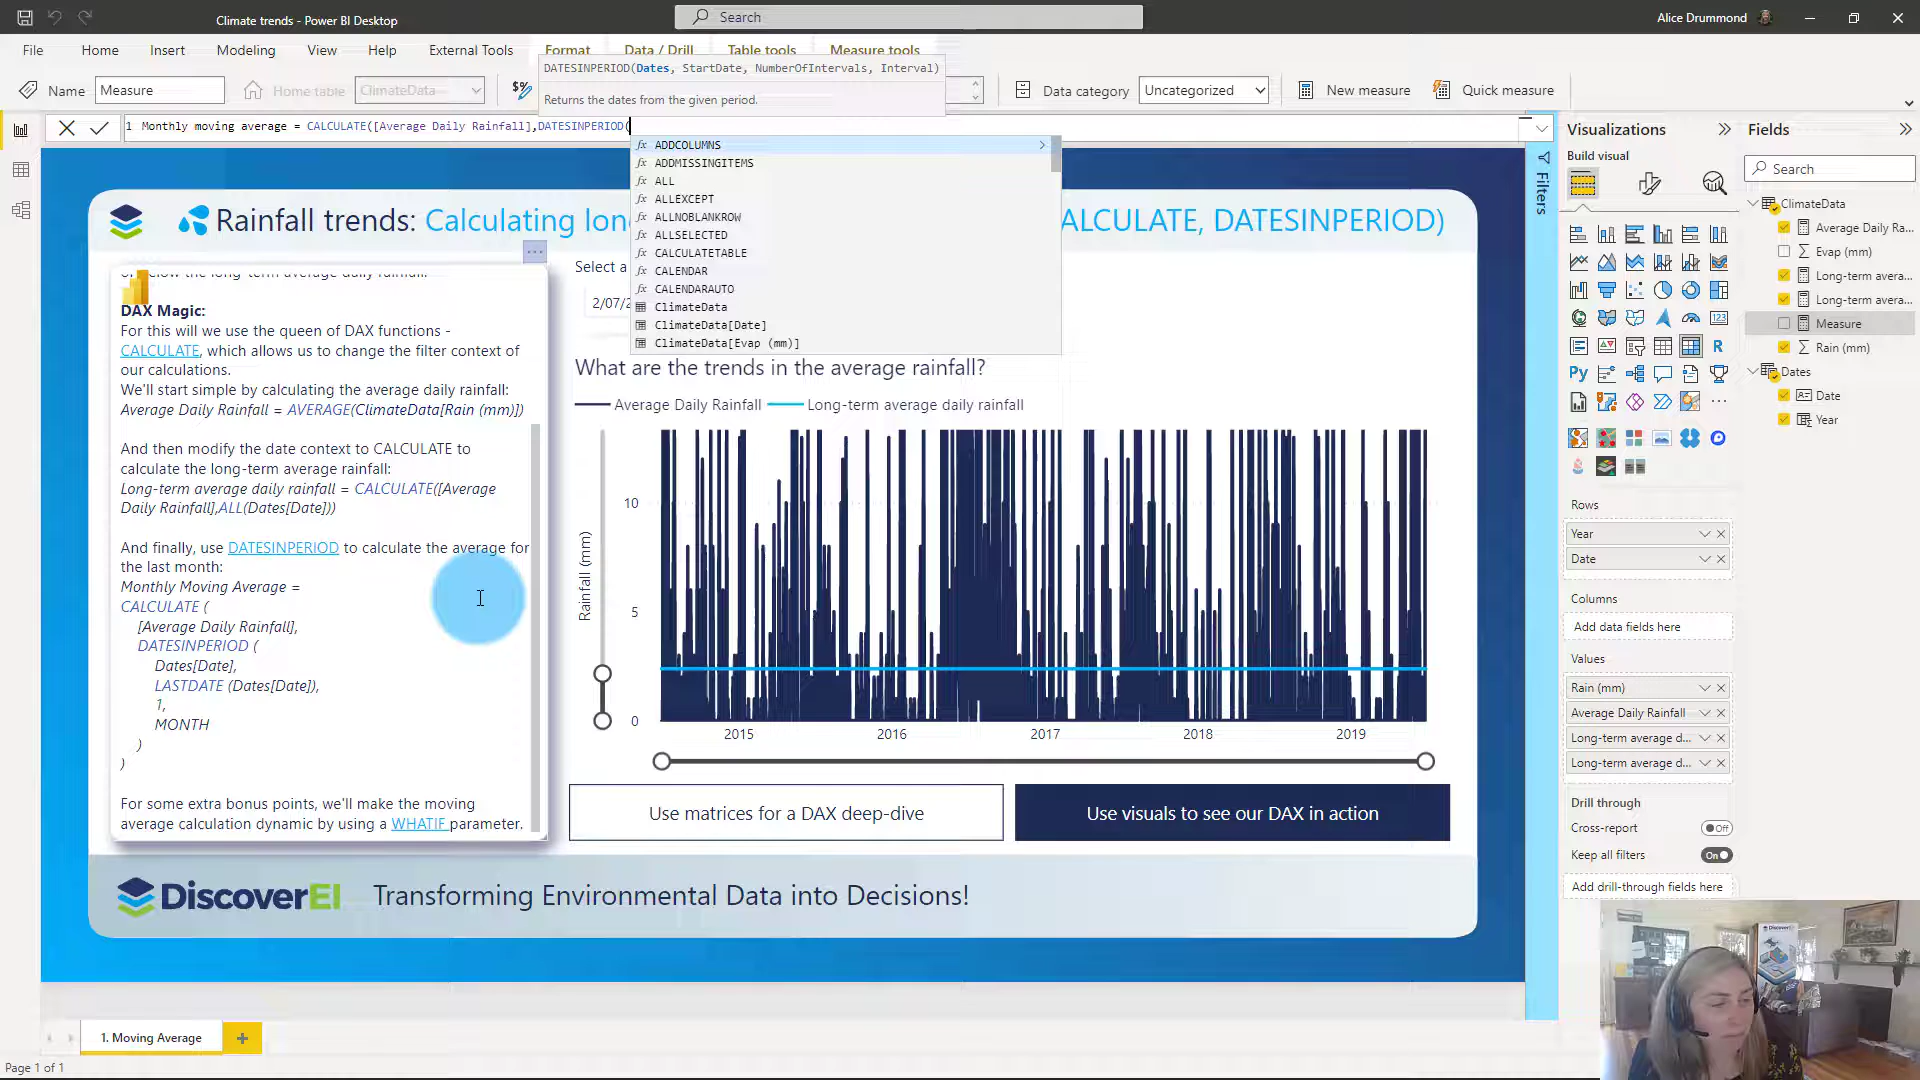 Climate trends - Power BI Desktop
Search
Alice Drummond
File
Home
Insert
Modeling
View
Help
External Tools
Format
Data / Drill
Table tools
Measure tools
Name
Measure
Home table
ClimateData
Data category
Uncategorized
New measure
Quick measure
DATESINPERIOD(Dates, StartDate, NumberOfIntervals, Interval)
Returns the dates from the given period.
1 Monthly moving average = CALCULATE([Average Daily Rainfall],DATESINPERIOD(
ADDCOLUMNS
ADDMISSINGITEMS
ALL
ALLEXCEPT
ALLNOBLANKROW
ALLSELECTED
CALCULATETABLE
CALENDAR
CALENDARAUTO
ClimateData
ClimateData[Date]
ClimateData[Evap (mm)]
Rainfall trends: Calculating lon
ALCULATE, DATESINPERIOD)
or below the long-term average daily rainfall.
DAX Magic:
For this will we use the queen of DAX functions -
CALCULATE, which allows us to change the filter context of
our calculations.
We'll start simple by calculating the average daily rainfall:
Average Daily Rainfall = AVERAGE(ClimateData[Rain (mm)])
And then modify the date context to CALCULATE to
calculate the long-term average rainfall:
Long-term average daily rainfall = CALCULATE([Average
Daily Rainfall],ALL(Dates[Date]))
And finally, use DATESINPERIOD to calculate the average for
the last month:
Monthly Moving Average =
CALCULATE (
[Average Daily Rainfall],
DATESINPERIOD (
Dates[Date],
LASTDATE (Dates[Date]),
1,
MONTH
)
)
For some extra bonus points, we'll make the moving
average calculation dynamic by using a WHATIF parameter.
Select a
2/07/2
What are the trends in the average rainfall?
Average Daily Rainfall
Long-term average daily rainfall
Rainfall (mm)
10
5
0
2015
2016
2017
2018
2019
Use matrices for a DAX deep-dive
Use visuals to see our DAX in action
DiscoverEI
Transforming Environmental Data into Decisions!
1. Moving Average
Page 1 of 1
Filters
Visualizations
Build visual
123
R
Py
Rows
Year
Date
Columns
Add data fields here
Values
Rain (mm)
Average Daily Rainfall
Long-term average d...
Long-term average d...
Drill through
Cross-report
Off
Keep all filters
On
Add drill-through fields here
Fields
Search
ClimateData
Average Daily Ra...
Evap (mm)
Long-term avera...
Long-term avera...
Measure
Rain (mm)
Dates
Date
Year